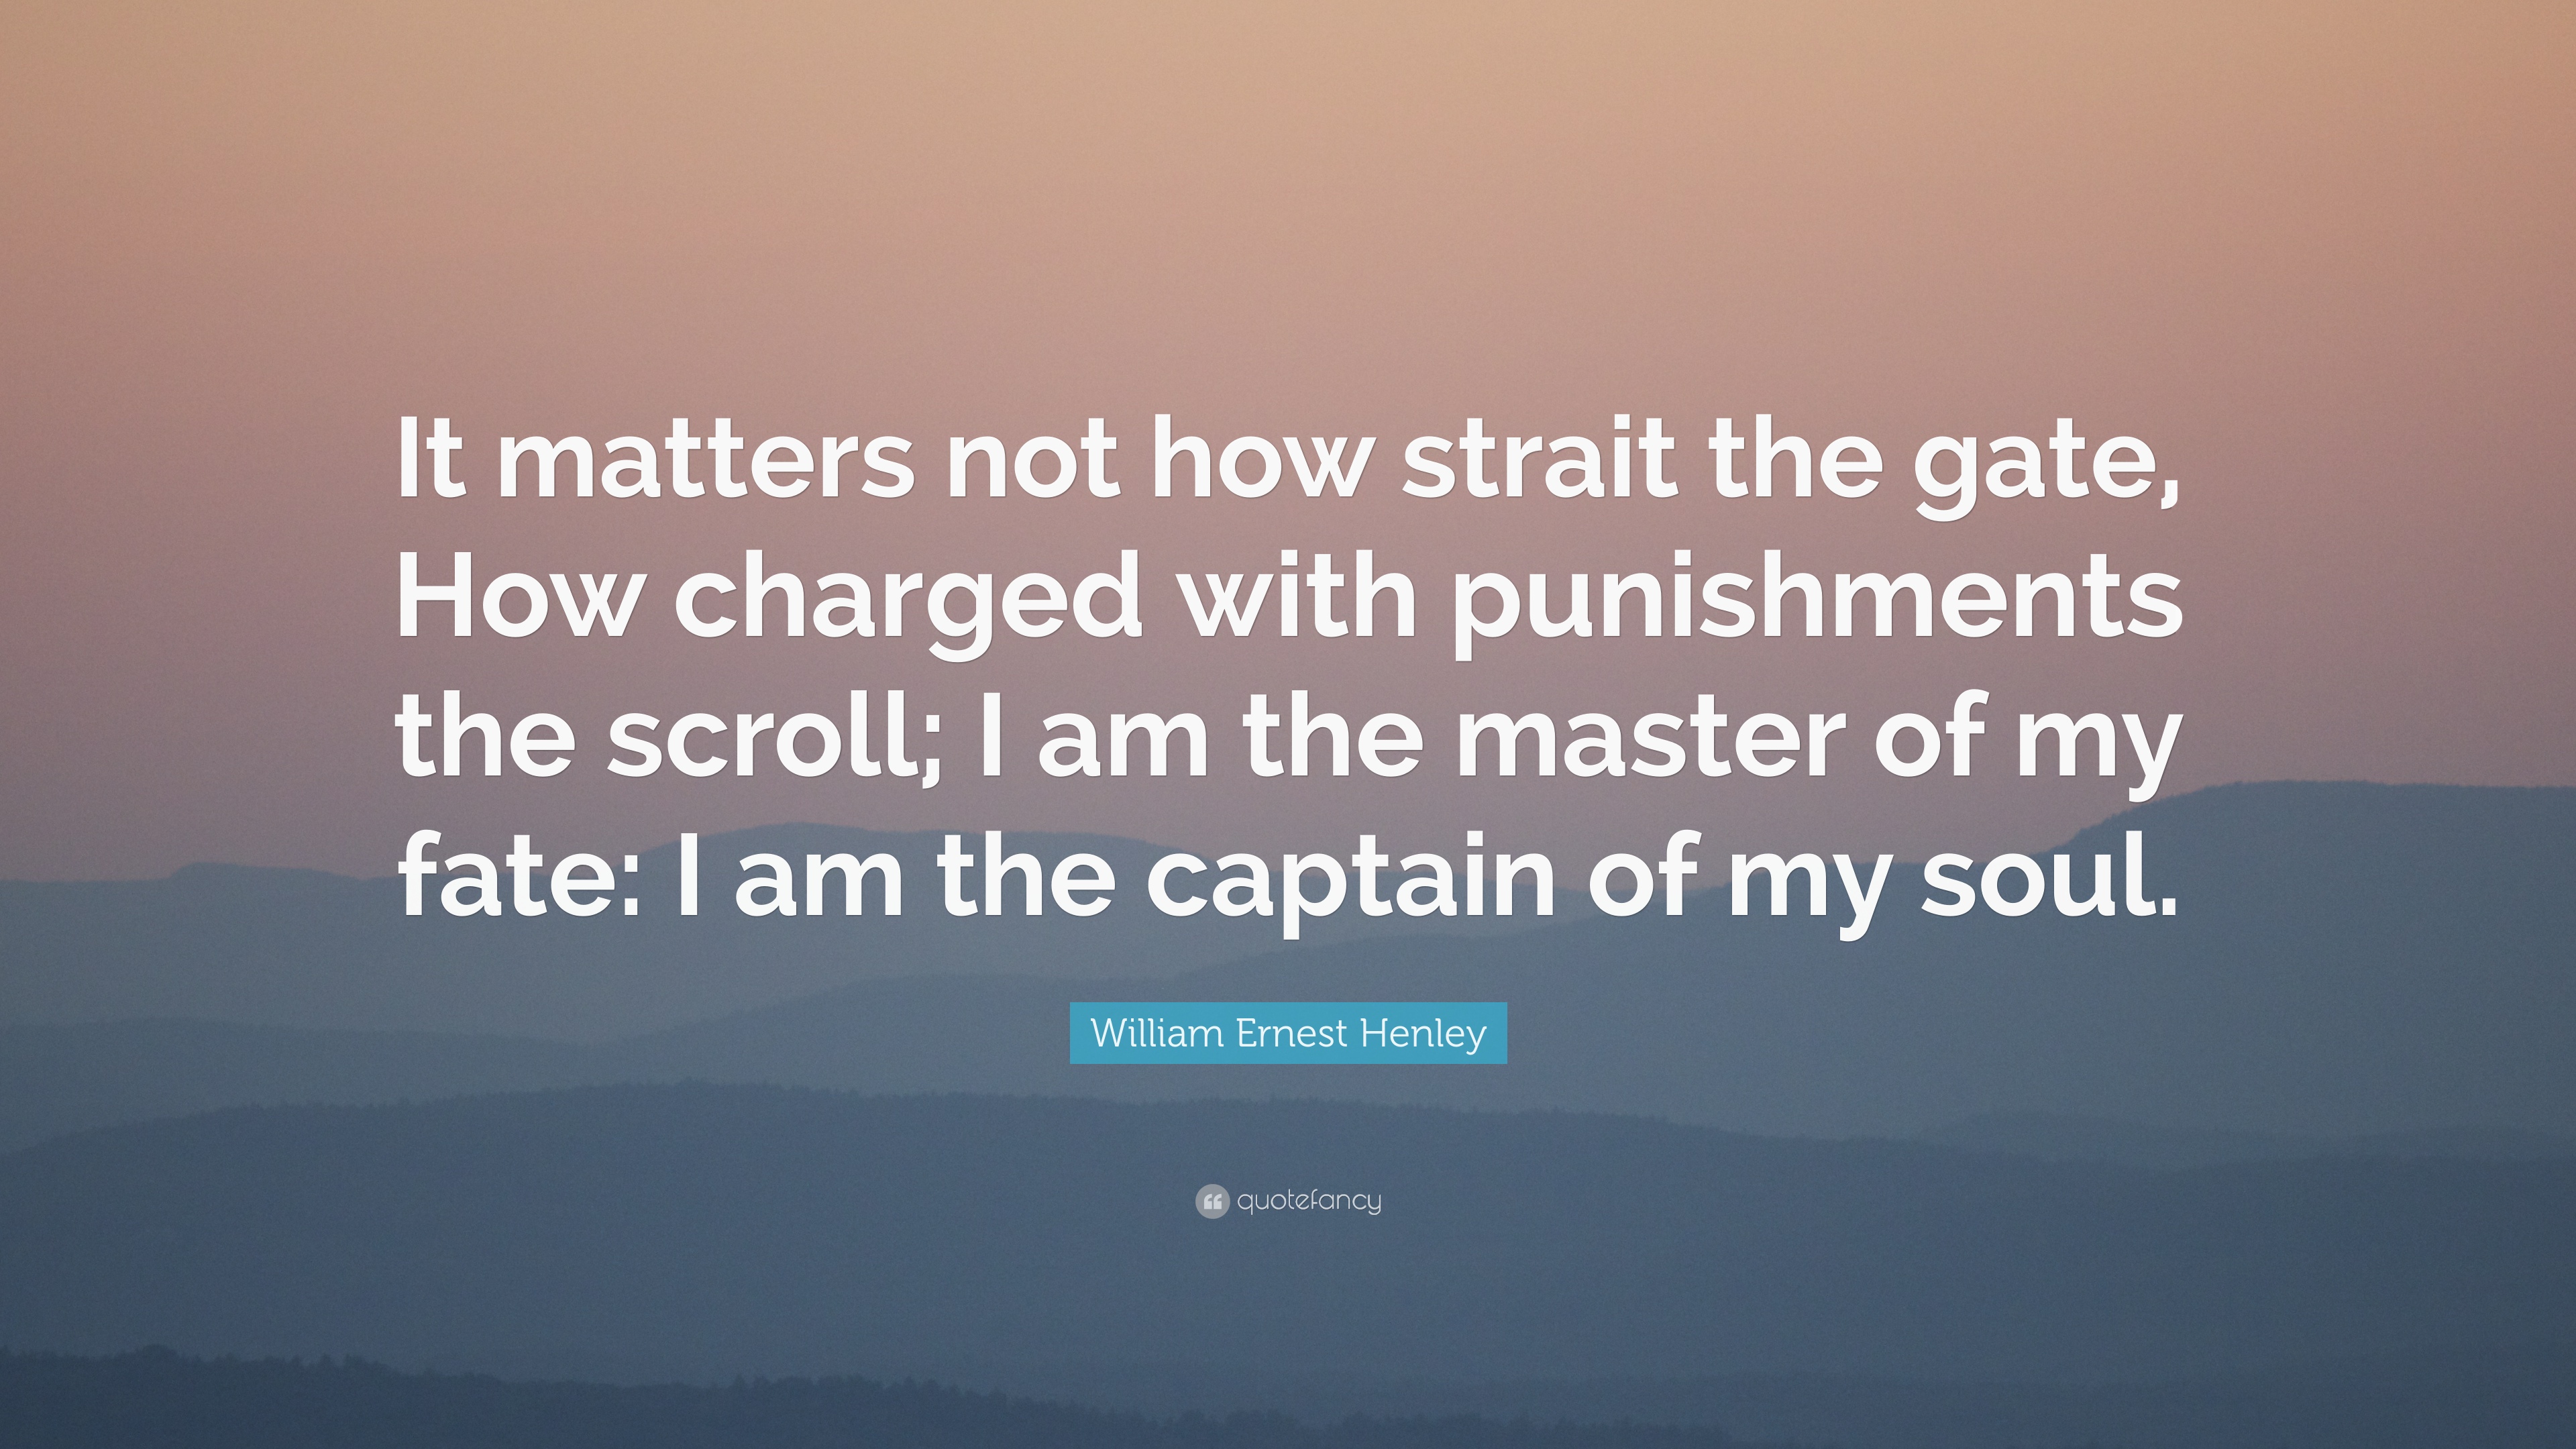 It matters not how strait the gate,
How charged with punishments
the scroll; I am the master of my
fate: I am the captain of my soul.
William Ernest Henley
quotefancy